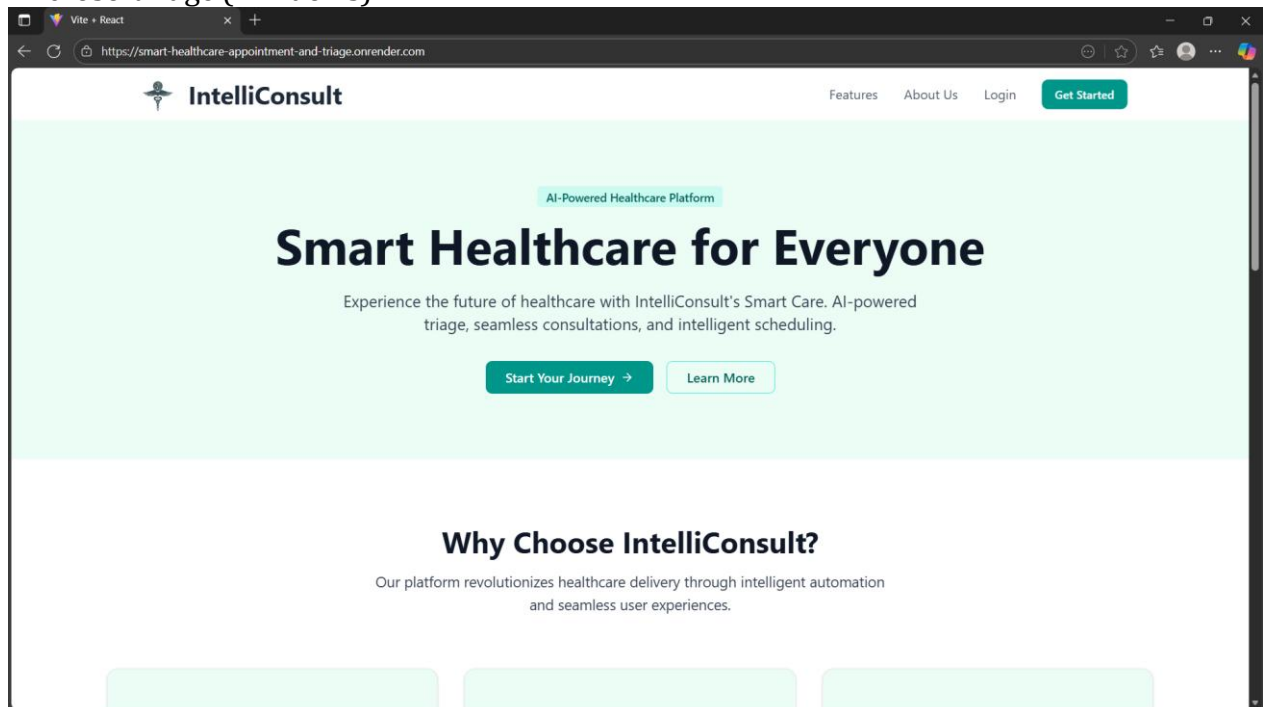 Microsoft Edge (Windows)
Vite + React
https://smart-healthcare-appointment-and-triage.onrender.com
IntelliConsult
Features About Us Login Get Started
AI-Powered Healthcare Platform
Smart Healthcare for Everyone
Experience the future of healthcare with IntelliConsult's Smart Care. AI-powered
triage, seamless consultations, and intelligent scheduling.
Start Your Journey → Learn More
Why Choose IntelliConsult?
Our platform revolutionizes healthcare delivery through intelligent automation
and seamless user experiences.